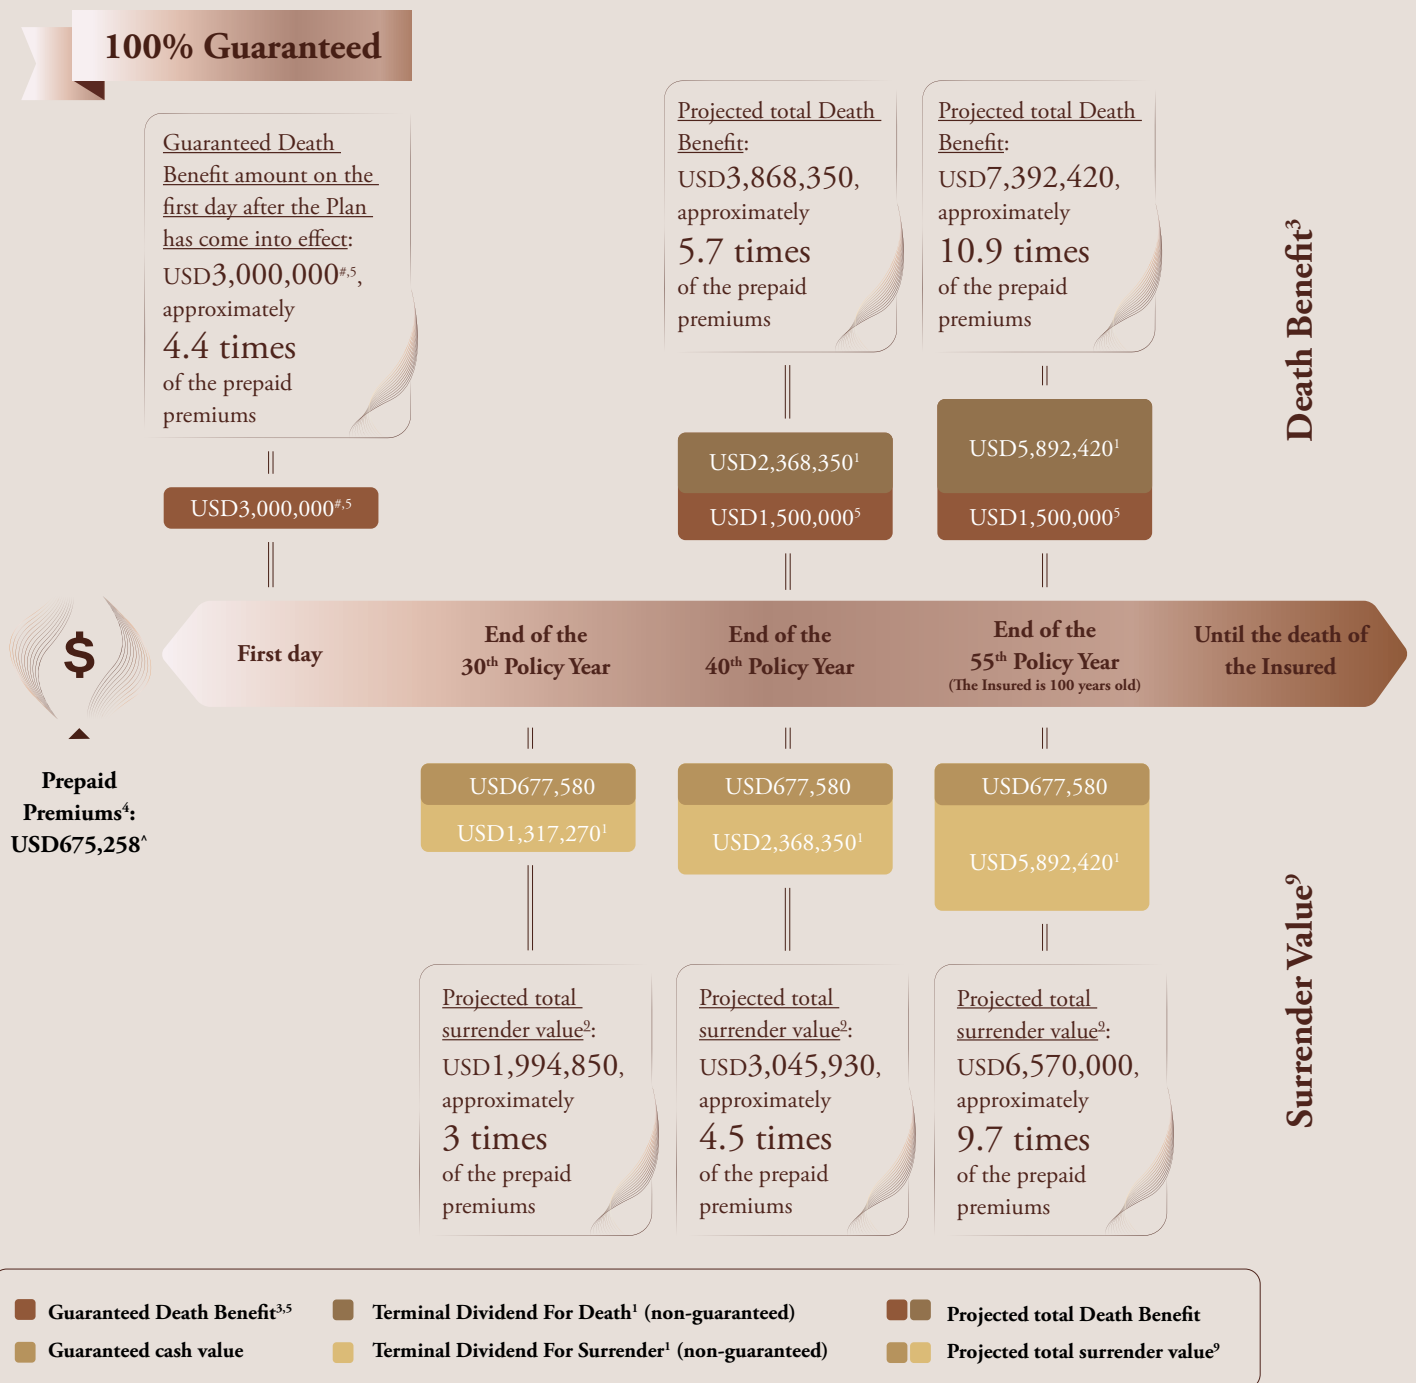 100% Guaranteed
Guaranteed Death
Benefit amount on the
first day after the Plan
has come into effect:
USD3,000,000#,5,
approximately
4.4 times
of the prepaid
premiums
Projected total Death
Benefit:
USD3,868,350,
approximately
5.7 times
of the prepaid
premiums
Projected total Death
Benefit:
USD7,392,420,
approximately
10.9 times
of the prepaid
premiums
Death Benefit3
USD3,000,000#,5
USD2,368,3501
USD1,500,0005
USD5,892,4201
USD1,500,0005
$
Prepaid
Premiums4:
USD675,258^
First day
End of the
30th Policy Year
End of the
40th Policy Year
End of the
55th Policy Year
(The Insured is 100 years old)
Until the death of
the Insured
USD677,580
USD1,317,2701
USD677,580
USD2,368,3501
USD677,580
USD5,892,4201
Projected total
surrender value9:
USD1,994,850,
approximately
3 times
of the prepaid
premiums
Projected total
surrender value9:
USD3,045,930,
approximately
4.5 times
of the prepaid
premiums
Projected total
surrender value9:
USD6,570,000,
approximately
9.7 times
of the prepaid
premiums
Surrender Value9
Guaranteed Death Benefit3,5
Terminal Dividend For Death1 (non-guaranteed)
Projected total Death Benefit
Guaranteed cash value
Terminal Dividend For Surrender1 (non-guaranteed)
Projected total surrender value9